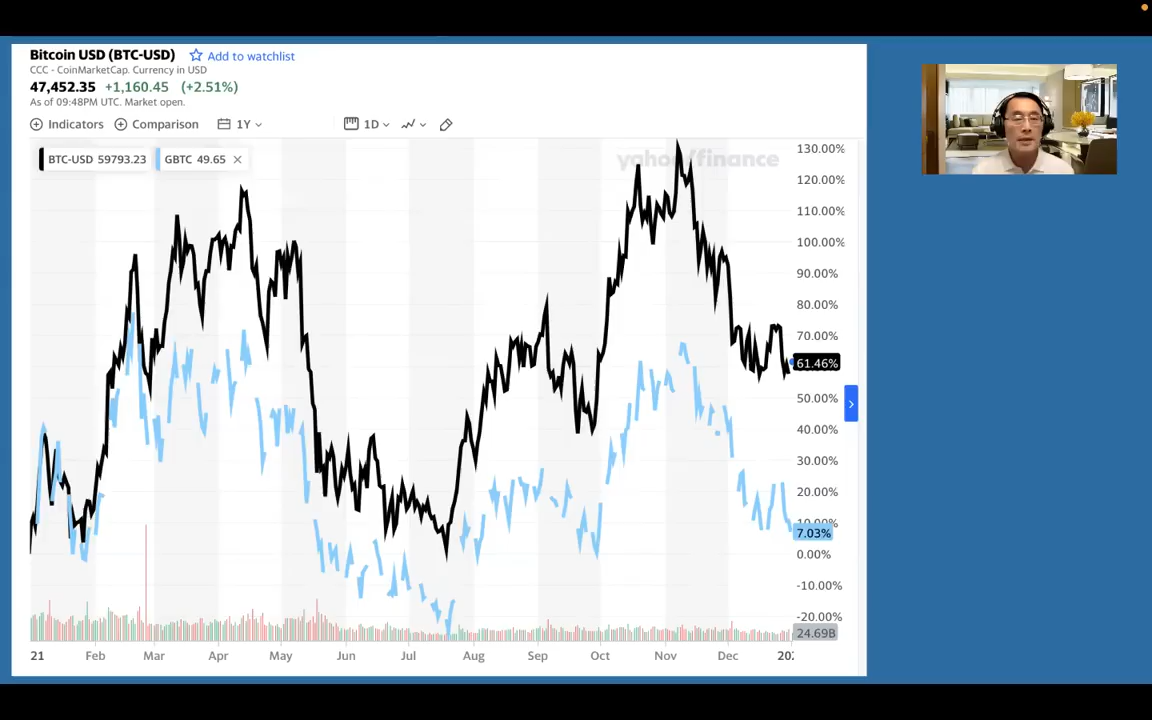 Bitcoin USD (BTC-USD) Add to watchlist
CCC - CoinMarketCap. Currency in USD
47,452.35 +1,160.45 (+2.51%)
As of 09:48PM UTC. Market open.
Indicators Comparison 1Y 1D
BTC-USD 59793.23 GBTC 49.65
yahoo/finance
130.00%
120.00%
110.00%
100.00%
90.00%
80.00%
70.00%
61.46%
50.00%
40.00%
30.00%
20.00%
10.00%
7.03%
0.00%
-10.00%
-20.00%
24.69B
21 Feb Mar Apr May Jun Jul Aug Sep Oct Nov Dec 202